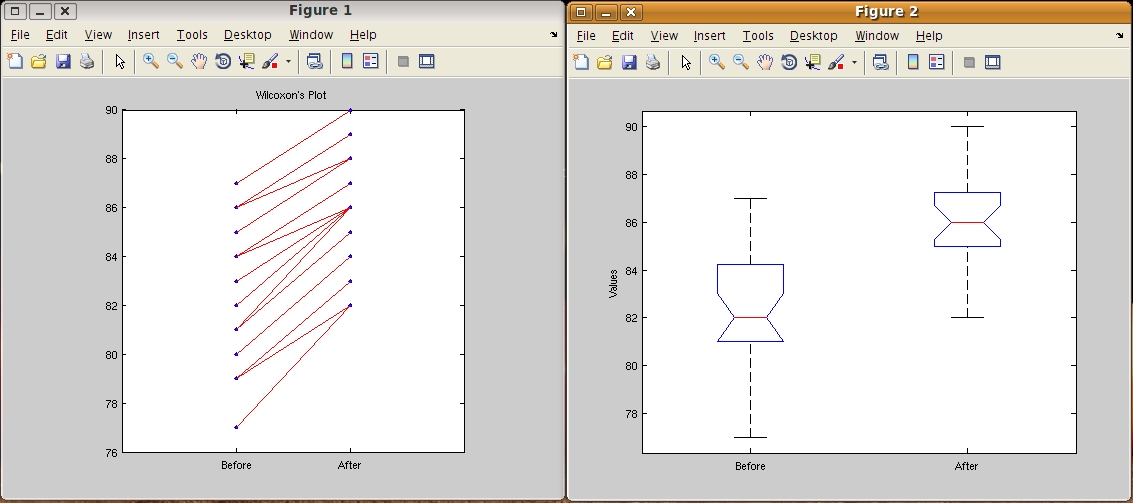 Figure 1
File Edit View Insert Tools Desktop Window Help
Wilcoxon's Plot
90
88
86
84
82
80
78
76
Before After
Figure 2
File Edit View Insert Tools Desktop Window Help
Values
90
88
86
84
82
80
78
Before After